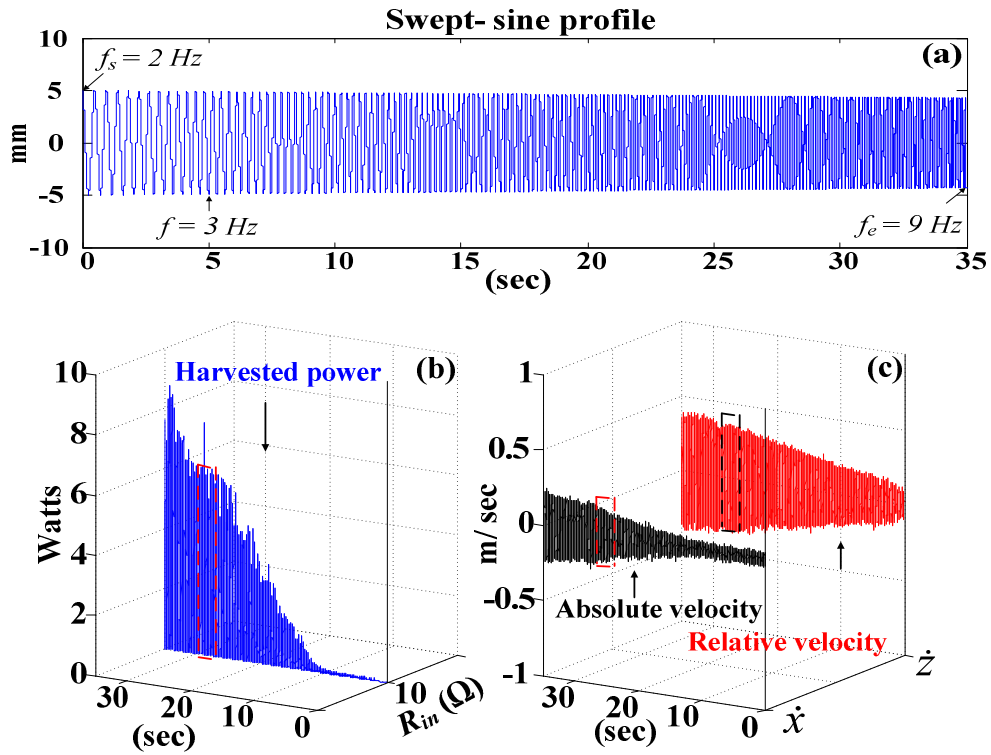 Swept- sine profile
10
5
0
-5
-10
mm
fs = 2 Hz
(a)
f = 3 Hz
fe = 9 Hz
0 5 10 15 20 25 30 35
(sec)
Harvested power
(b)
10
8
6
4
2
0
Watts
30 20 10 0
(sec)
10
Rin (Ω)
(c)
1
0.5
0
-0.5
-1
m/ sec
Absolute velocity
Relative velocity
30 20 10 0
(sec)
ẋ
ż